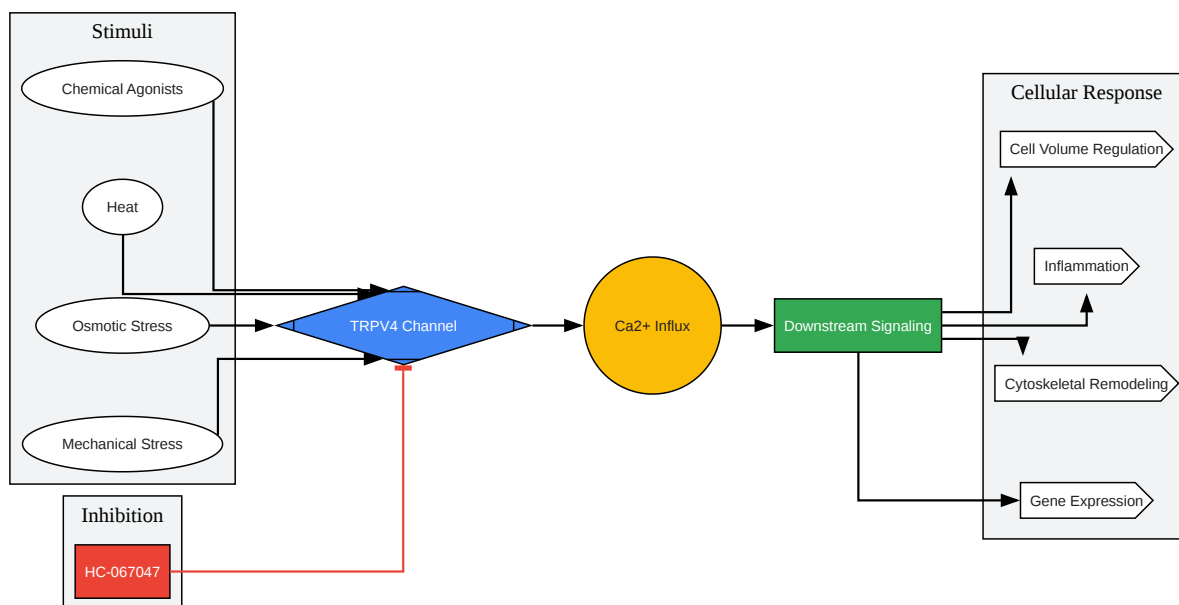 Stimuli
Chemical Agonists
Heat
Osmotic Stress
Mechanical Stress
Inhibition
HC-067047
TRPV4 Channel
Ca2+ Influx
Downstream Signaling
Cellular Response
Cell Volume Regulation
Inflammation
Cytoskeletal Remodeling
Gene Expression